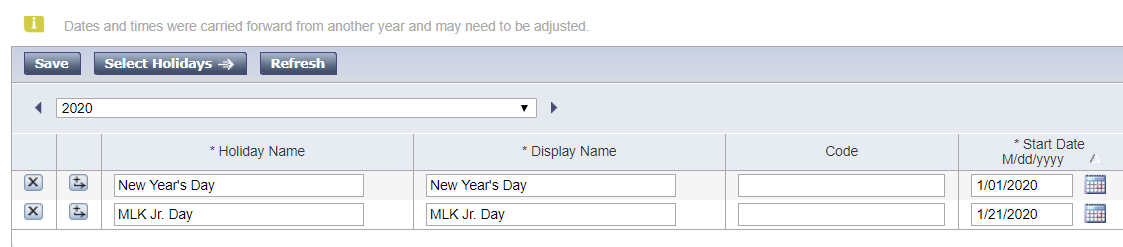 Dates and times were carried forward from another year and may need to be adjusted.
Save Select Holidays Refresh
2020
* Holiday Name * Display Name Code * Start Date
M/dd/yyyy
New Year's Day New Year's Day 1/01/2020
MLK Jr. Day MLK Jr. Day 1/21/2020